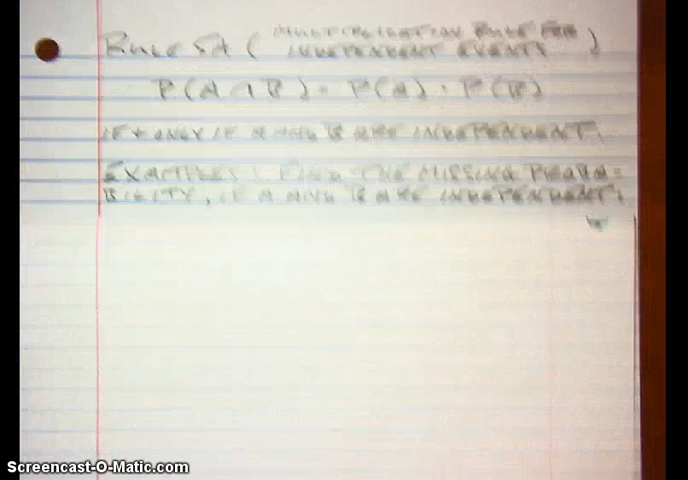 RULE 5A (MULTIPLICATION RULE FOR
INDEPENDENT EVENTS)
P(A ∩ B) = P(A) · P(B)
IF & ONLY IF A AND B ARE INDEPENDENT.
EXAMPLES: FIND THE MISSING PROBA-
BILITY, IF A AND B ARE INDEPENDENT:
Screencast-O-Matic.com